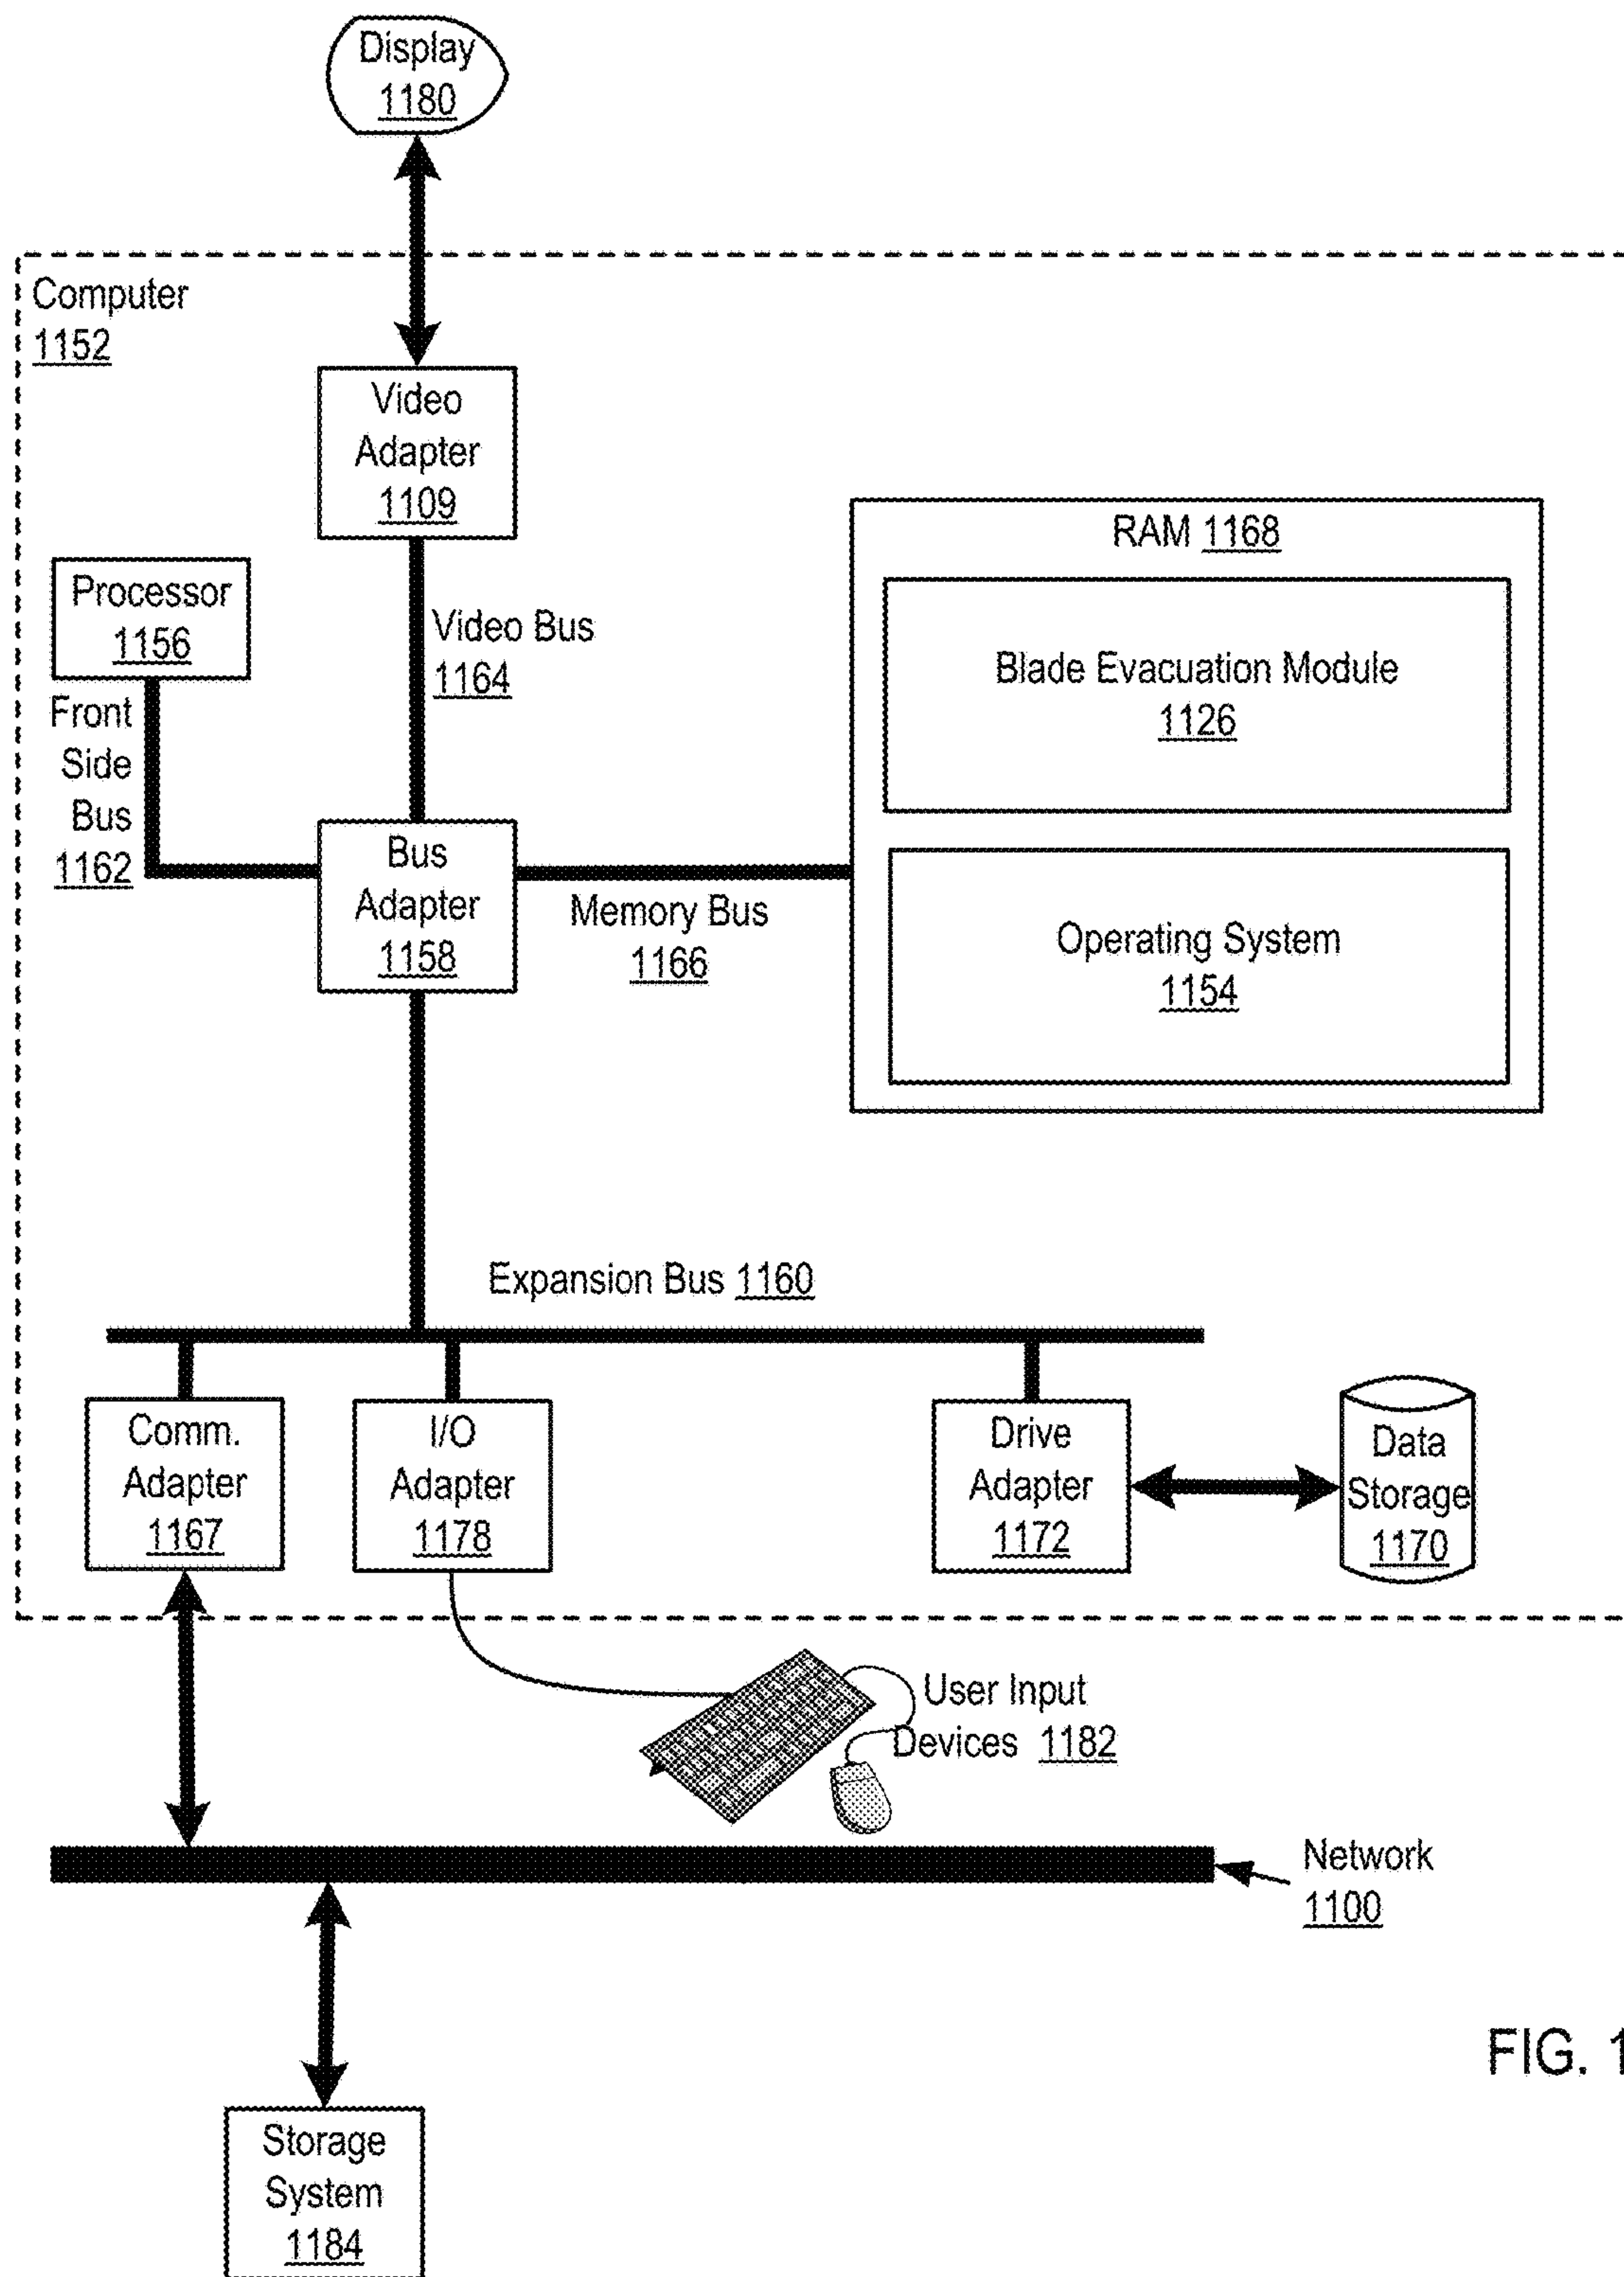 Display
1180
Computer
1152
Video
Adapter
1109
RAM 1168
Processor
1156
Video Bus
1164
Blade Evacuation Module
1126
Front
Side
Bus
1162
Bus
Adapter
1158
Memory Bus
1166
Operating System
1154
Expansion Bus 1160
Comm.
Adapter
1167
I/O
Adapter
1178
Drive
Adapter
1172
Data
Storage
1170
User Input
Devices 1182
Network
1100
FIG. 1
Storage
System
1184